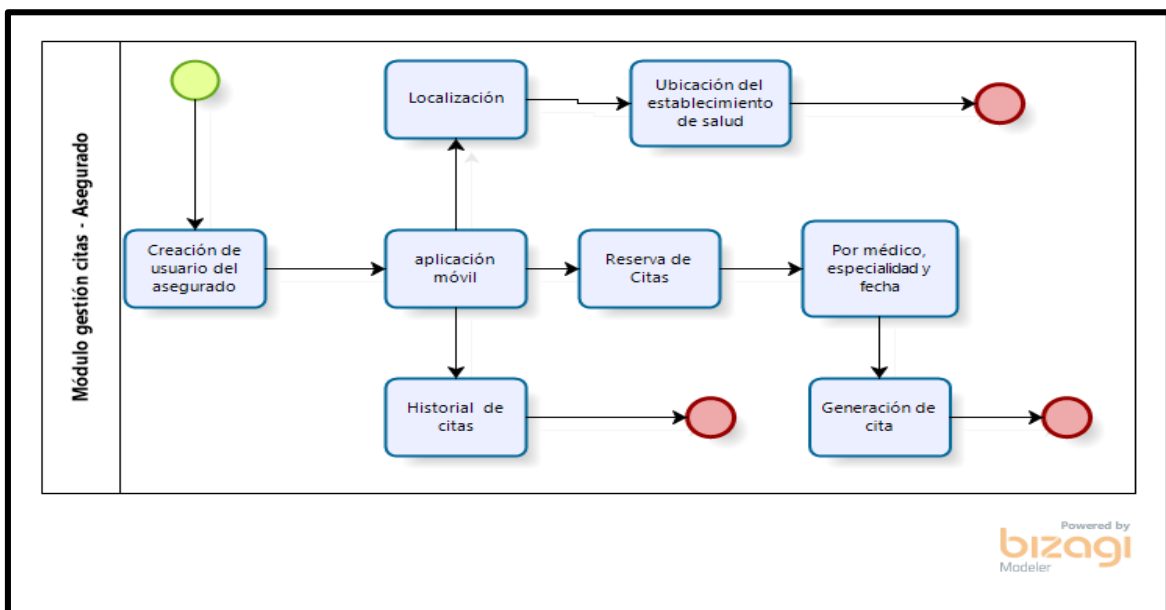 Módulo gestión citas - Asegurado
Localización
Ubicación del
establecimiento
de salud
Creación de
usuario del
asegurado
aplicación
móvil
Reserva de
Citas
Por médico,
especialidad y
fecha
Historial de
citas
Generación de
cita
Powered by
bizagi
Modeler